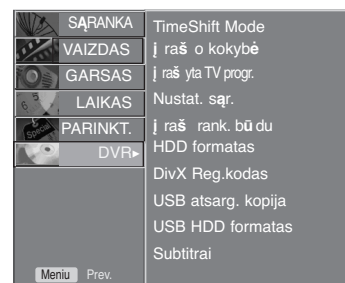 SĄRANKA
VAIZDAS
GARSAS
LAIKAS
Special
PARINKT.
DVR►
TimeShift Mode
į rašo kokybė
į rašyta TV progr.
Nustat. sąr.
į raš rank. būdu
HDD formatas
DivX Reg.kodas
USB atsarg. kopija
USB HDD formatas
Subtitrai
Meniu Prev.